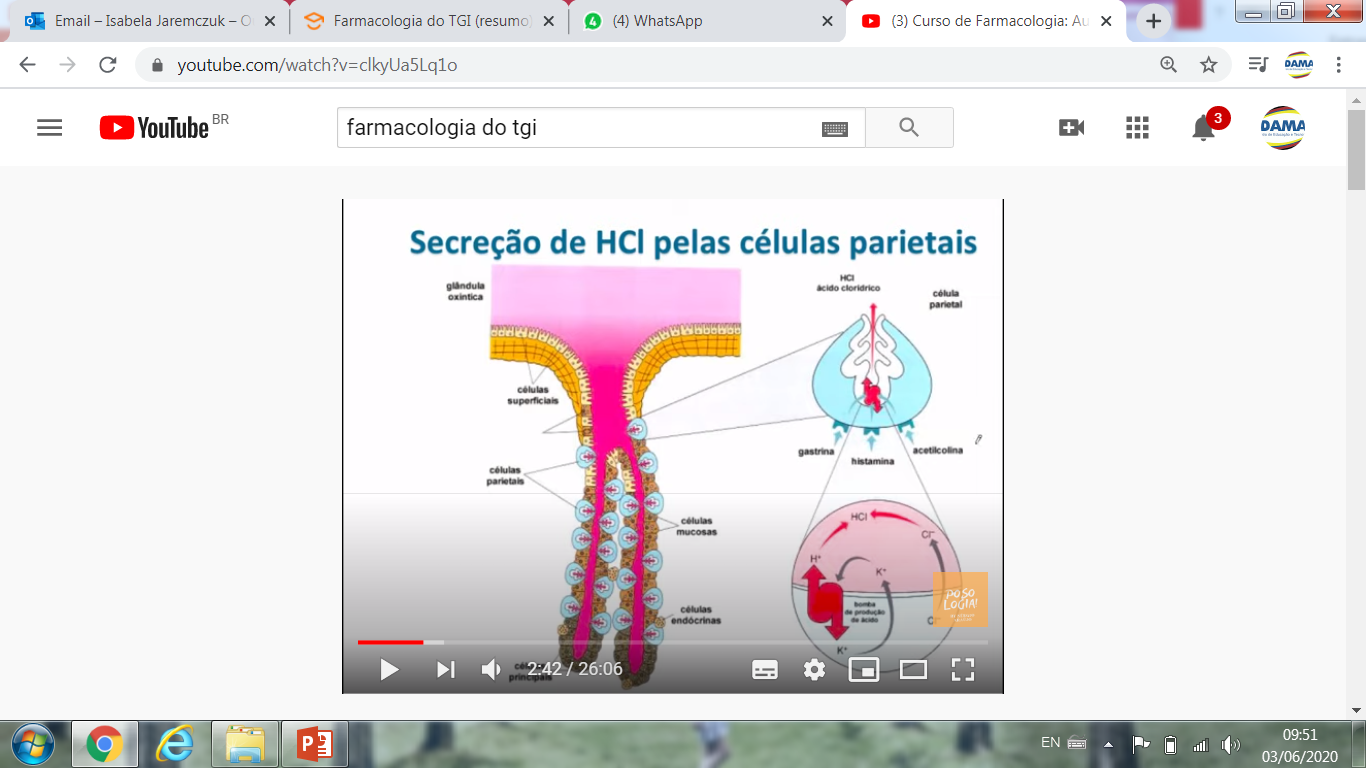 Email – Isabela Jaremczuk – O
Farmacologia do TGI (resumo)
(4) WhatsApp
(3) Curso de Farmacologia: Au
youtube.com/watch?v=clkyUa5Lq1o
DAMA
YouTube BR
farmacologia do tgi
3
DAMA
Secreção de HCl pelas células parietais
glândula
oxíntica
HCl
ácido clorídrico
célula
parietal
células
superficiais
gastrina
histamina
acetilcolina
células
parietais
células
mucosas
HCl
Cl⁻
H⁺
K⁺
bomba
de produção
de ácido
K⁺
POSO
LOGIA!
células
endócrinas
células
principais
2:42 / 26:06
EN
09:51
03/06/2020